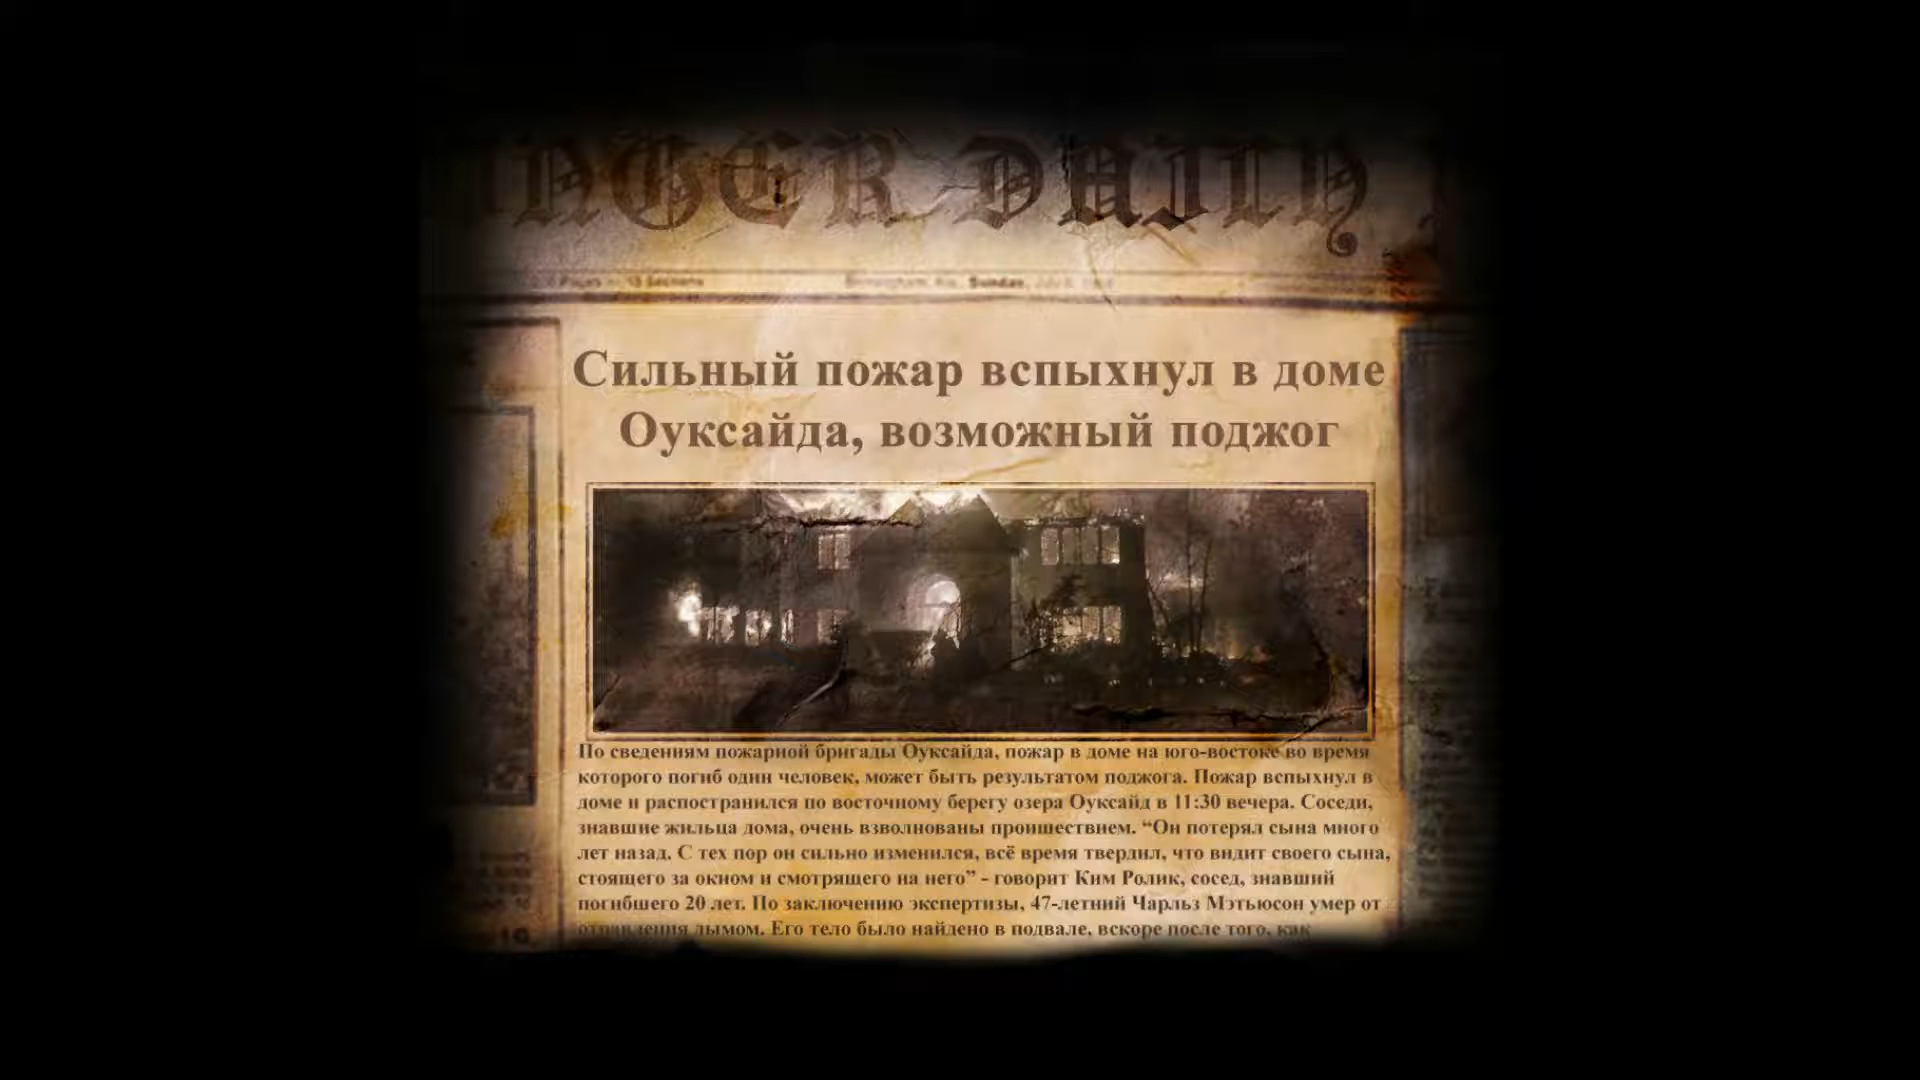 NGER DAILY
Сильный пожар вспыхнул в доме
Оуксайда, возможный поджог
По сведениям пожарной бригады Оуксайда, пожар в доме на юго-востоке во время
которого погиб один человек, может быть результатом поджога. Пожар вспыхнул в
доме и распостранился по восточному берегу озера Оуксайд в 11:30 вечера. Соседи,
знавшие жильца дома, очень взволнованы проишествием. “Он потерял сына много
лет назад. С тех пор он сильно изменился, всё время твердил, что видит своего сына,
стоящего за окном и смотрящего на него” - говорит Ким Ролик, сосед, знавший
погибшего 20 лет. По заключению экспертизы, 47-летний Чарльз Мэтьюсон умер от
отравления дымом. Его тело было найдено в подвале, вскоре после того, как